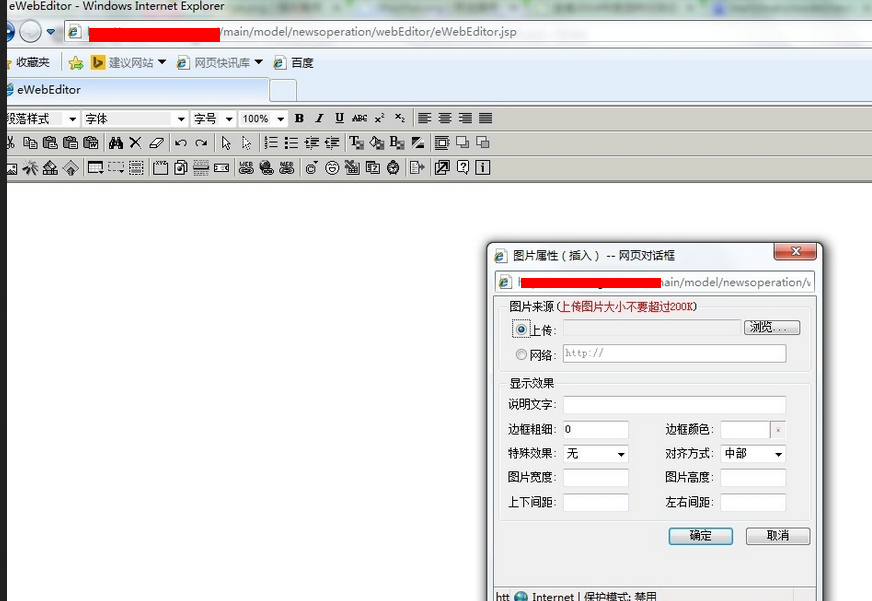 eWebEditor - Windows Internet Explorer
/main/model/newsoperation/webEditor/eWebEditor.jsp
收藏夹 建议网站 网页快讯库 百度
eWebEditor
段落样式 字体 字号 100% B I U ABC x² x₂
图片属性（插入） -- 网页对话框
main/model/newsoperation/
图片来源(上传图片大小不要超过200K)
上传: 浏览...
网络: http://
显示效果
说明文字:
边框粗细: 0 边框颜色:
特殊效果: 无 对齐方式: 中部
图片宽度: 图片高度:
上下间距: 左右间距:
确定 取消
htt Internet | 保护模式: 禁用